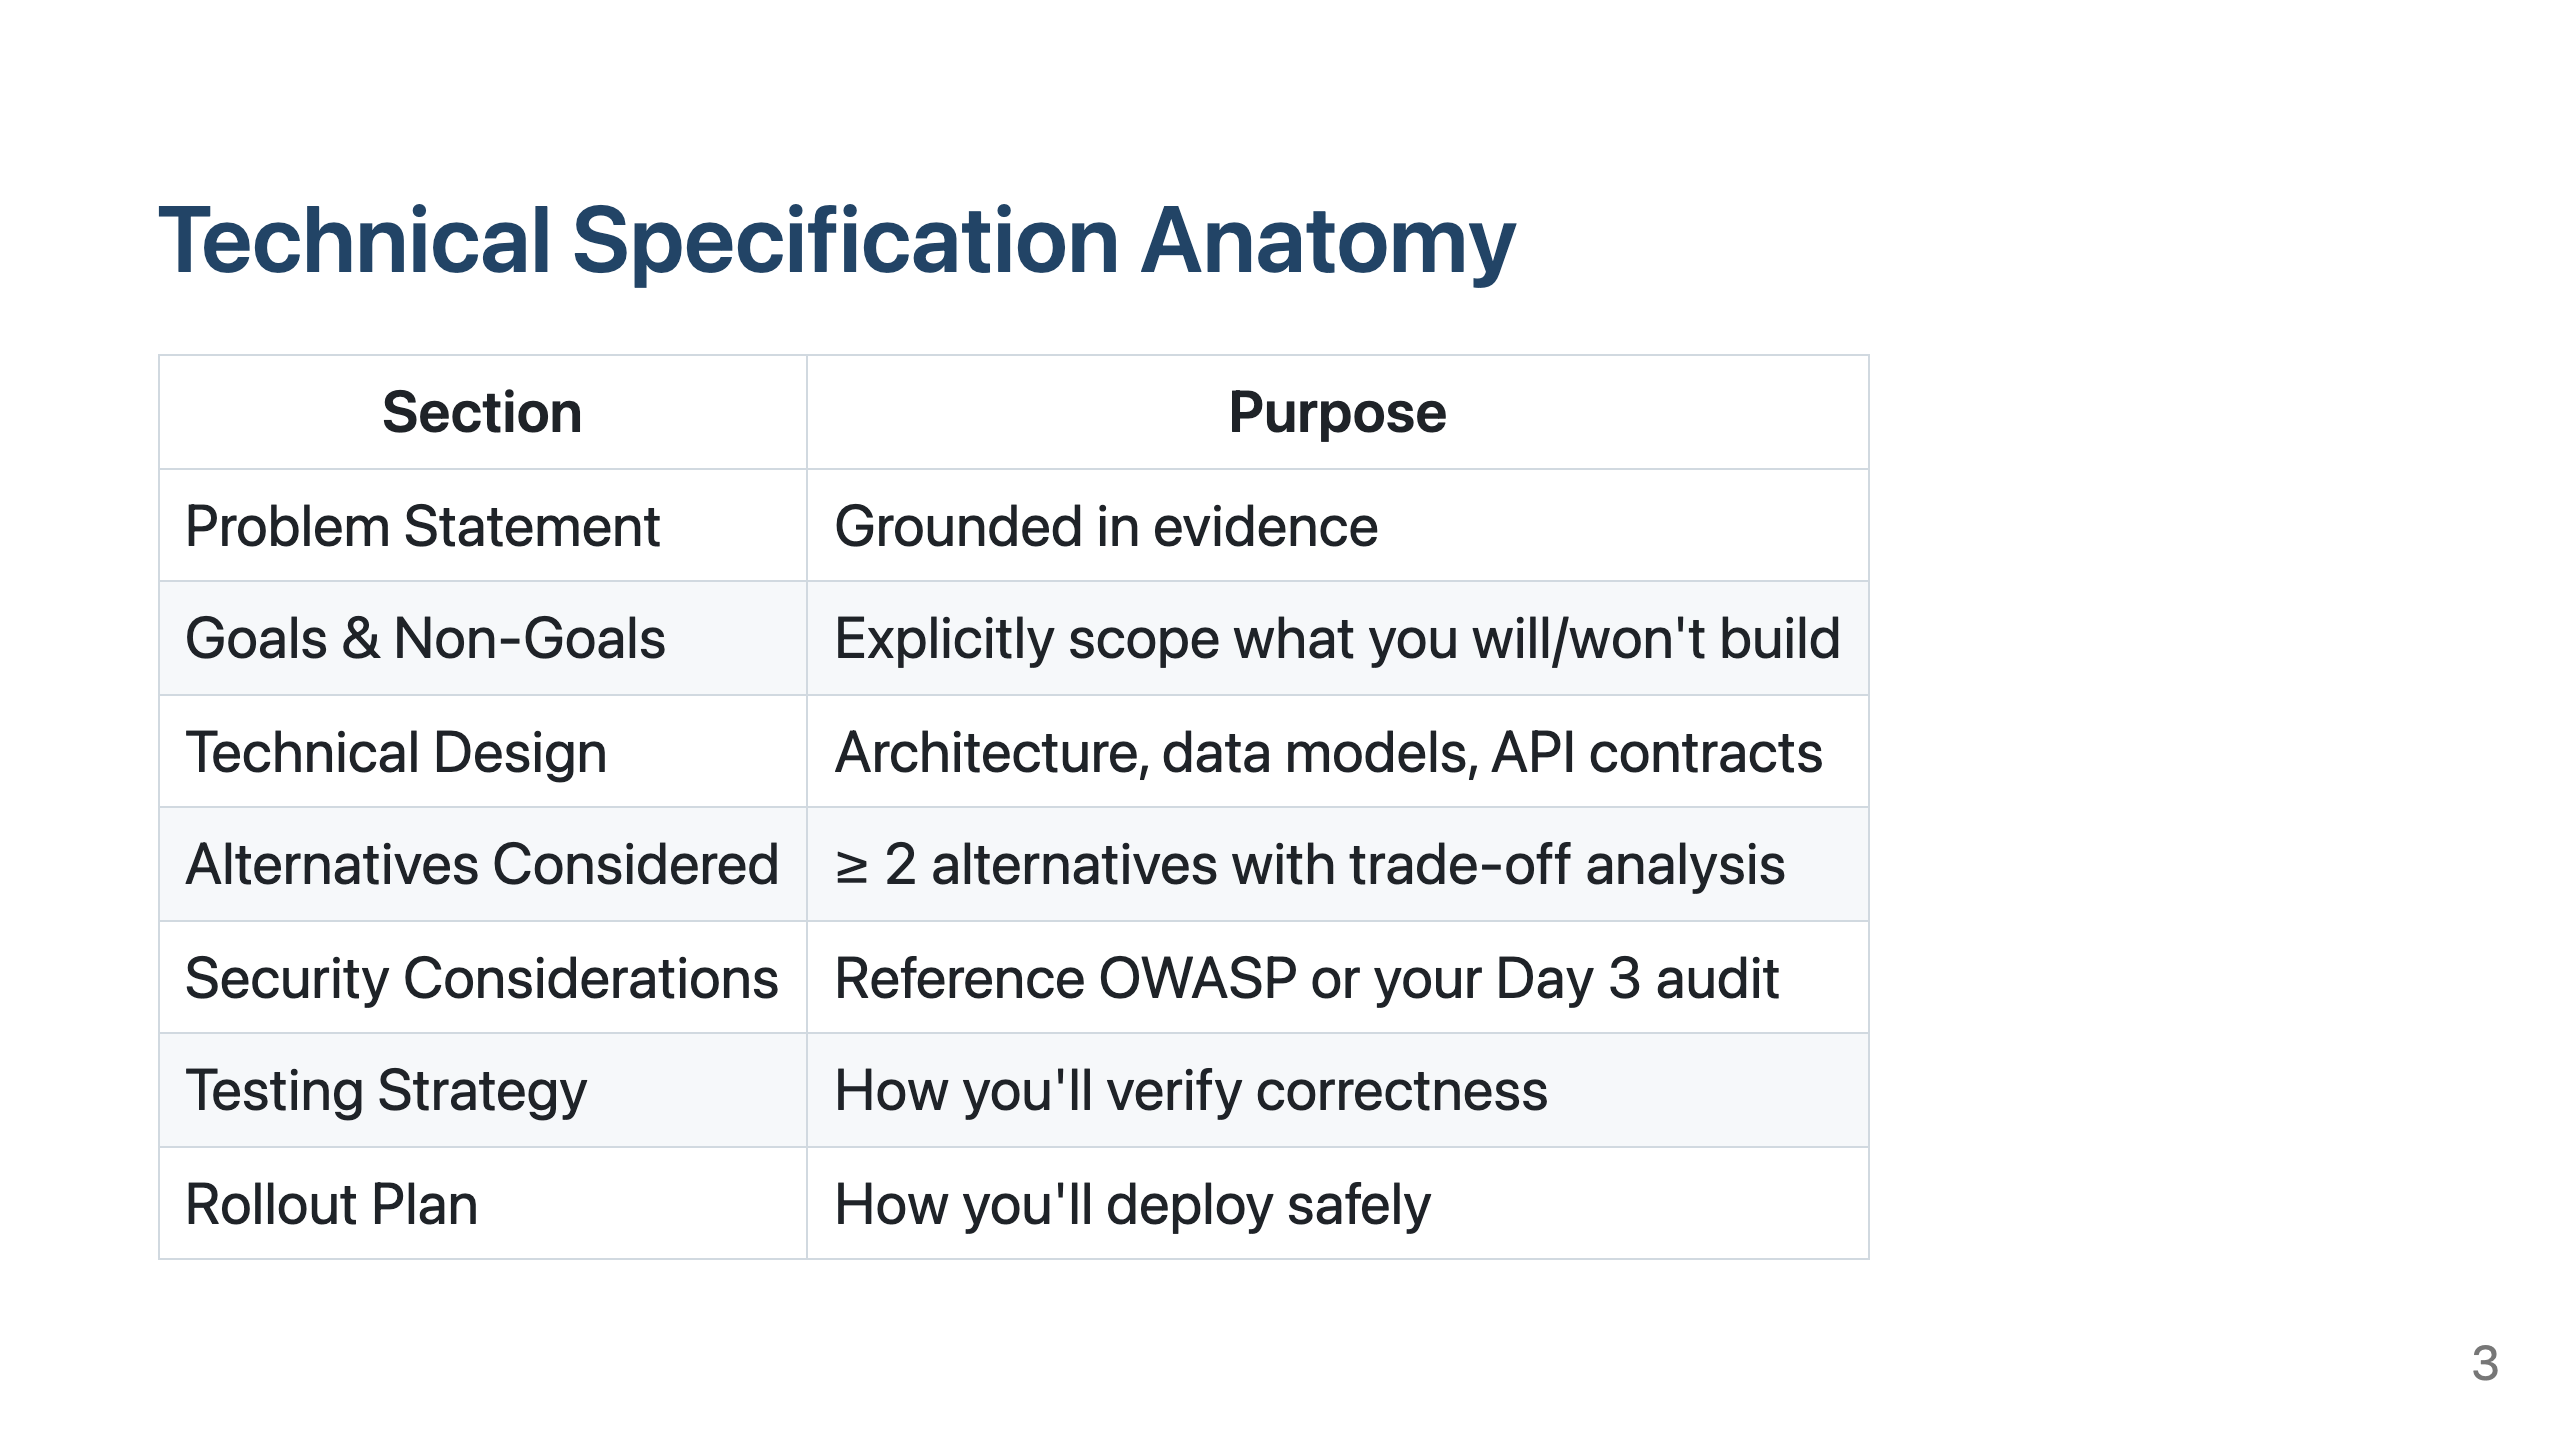 Technical Specification Anatomy
Section Purpose
Problem Statement Grounded in evidence
Goals & Non-Goals Explicitly scope what you will/won't build
Technical Design Architecture, data models, API contracts
Alternatives Considered ≥ 2 alternatives with trade-off analysis
Security Considerations Reference OWASP or your Day 3 audit
Testing Strategy How you'll verify correctness
Rollout Plan How you'll deploy safely
3